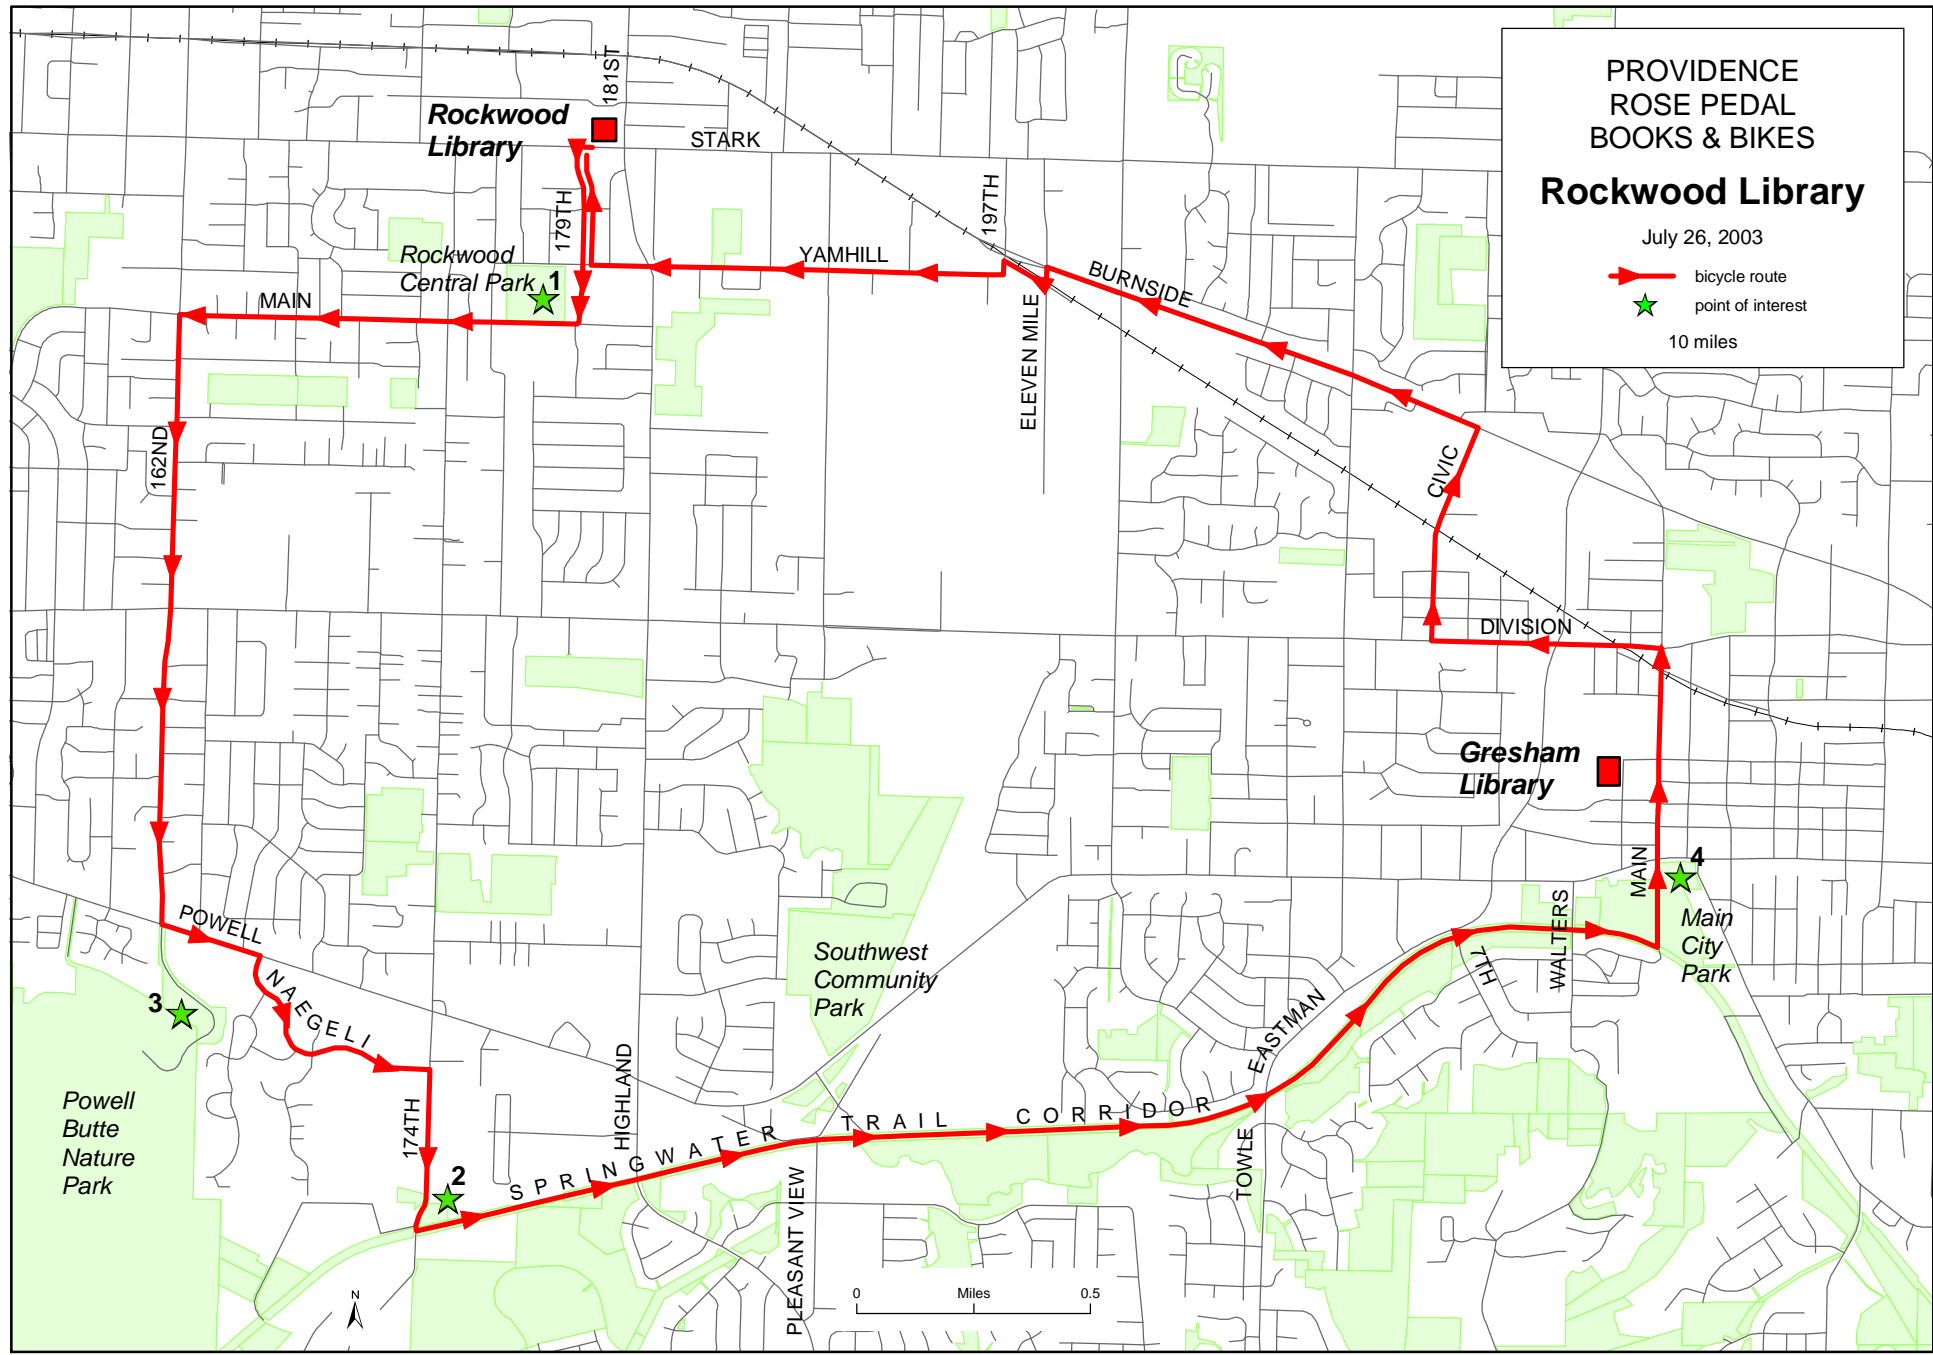 PROVIDENCE
ROSE PEDAL
BOOKS & BIKES
Rockwood Library
July 26, 2003
bicycle route
point of interest
10 miles
181ST
Rockwood
Library
STARK
179TH
197TH
Rockwood
Central Park
1
YAMHILL
BURNSIDE
MAIN
ELEVEN MILE
162ND
CIVIC
DIVISION
Gresham
Library
MAIN
4
POWELL
WALTERS
Main
City
Park
Southwest
Community
Park
7TH
NAEGELI
3
EASTMAN
HIGHLAND
Powell
Butte
Nature
Park
174TH
SPRINGWATER TRAIL CORRIDOR
TOWLE
2
PLEASANT VIEW
N
0 Miles 0.5